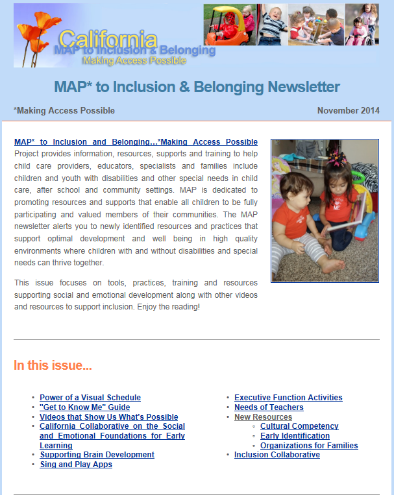 California
MAP to Inclusion & Belonging
Making Access Possible
MAP* to Inclusion & Belonging Newsletter
*Making Access Possible
November 2014
MAP* to Inclusion and Belonging...*Making Access Possible
Project provides information, resources, supports and training to help
child care providers, educators, specialists and families include
children and youth with disabilities and other special needs in child
care, after school and community settings. MAP is dedicated to
promoting resources and supports that enable all children to be fully
participating and valued members of their communities. The MAP
newsletter alerts you to newly identified resources and practices that
support optimal development and well being in high quality
environments where children with and without disabilities and special
needs can thrive together.
This issue focuses on tools, practices, training and resources
supporting social and emotional development along with other videos
and resources to support inclusion. Enjoy the reading!
In this issue...
• Power of a Visual Schedule
• "Get to Know Me" Guide
• Videos that Show Us What's Possible
• California Collaborative on the Social
and Emotional Foundations for Early
Learning
• Supporting Brain Development
• Sing and Play Apps
• Executive Function Activities
• Needs of Teachers
• New Resources
• Cultural Competency
• Early Identification
• Organizations for Families
• Inclusion Collaborative